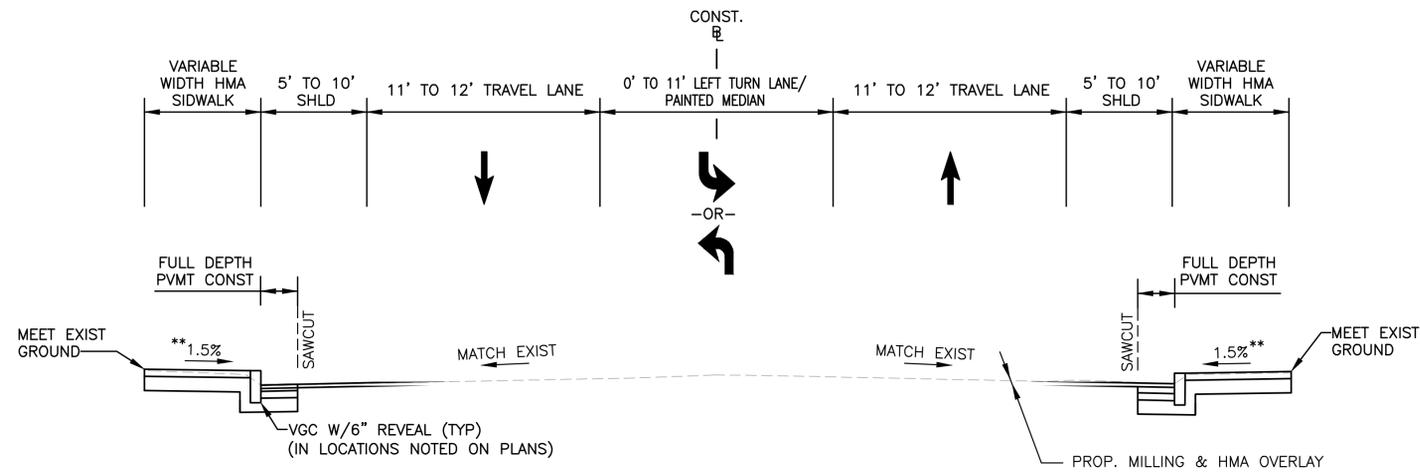 CONST.
BL
VARIABLE
WIDTH HMA
SIDWALK
5' TO 10'
SHLD
11' TO 12' TRAVEL LANE
0' TO 11' LEFT TURN LANE/
PAINTED MEDIAN
11' TO 12' TRAVEL LANE
5' TO 10'
SHLD
VARIABLE
WIDTH HMA
SIDWALK
-OR-
FULL DEPTH
PVMT CONST
FULL DEPTH
PVMT CONST
MEET EXIST
GROUND
**1.5%
SAWCUT
MATCH EXIST
MATCH EXIST
SAWCUT
1.5%**
MEET EXIST
GROUND
VGC W/6" REVEAL (TYP)
(IN LOCATIONS NOTED ON PLANS)
PROP. MILLING & HMA OVERLAY